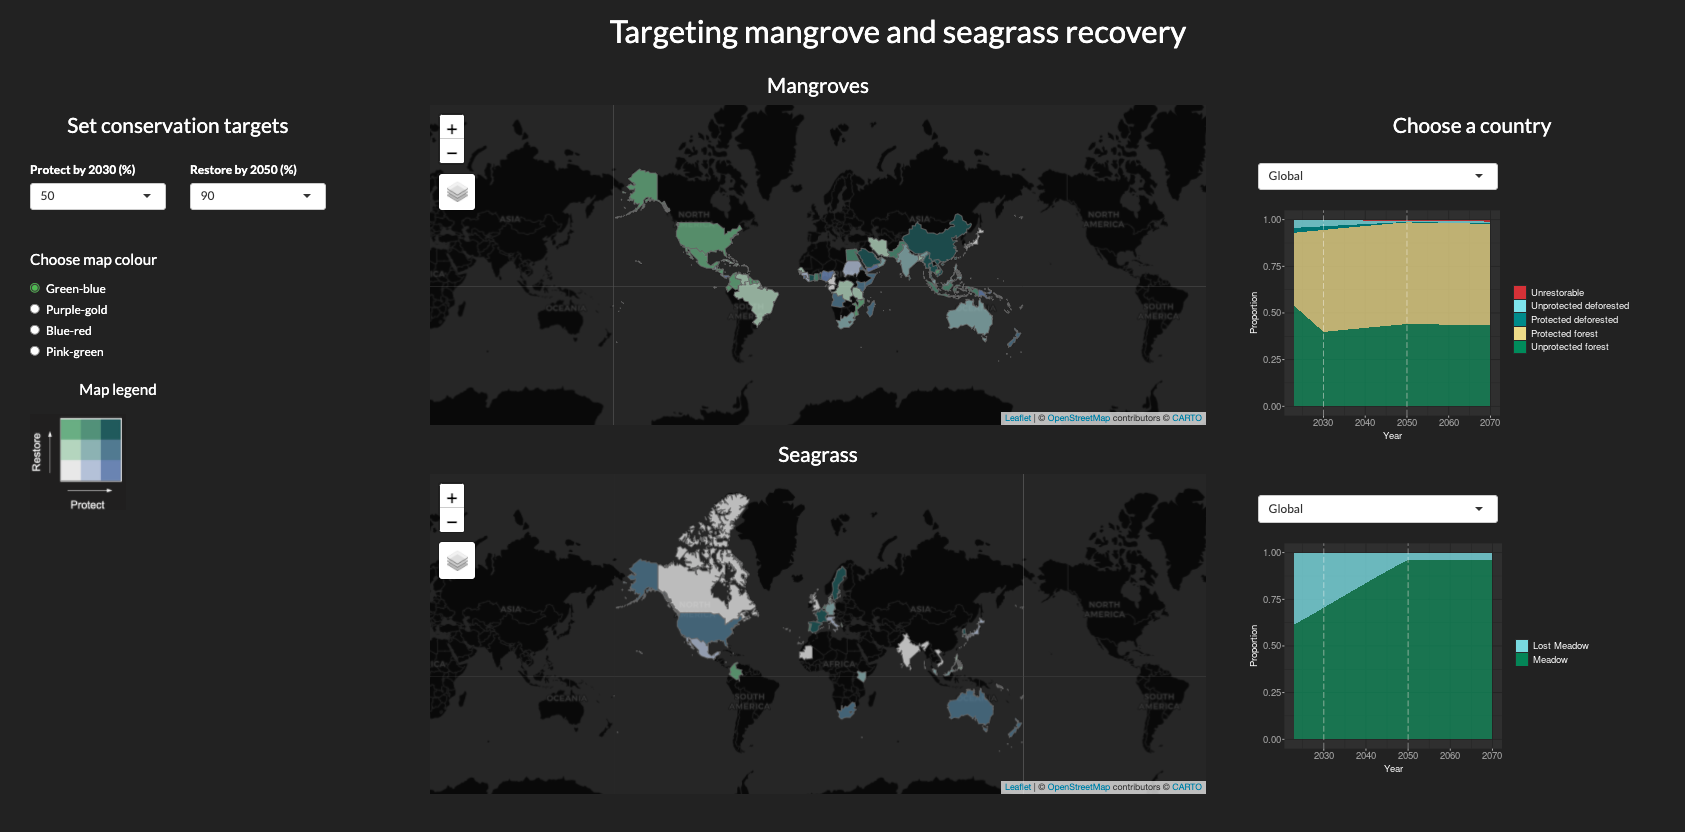 Targeting mangrove and seagrass recovery
Set conservation targets
Protect by 2030 (%)
Restore by 2050 (%)
50
90
Choose map colour
Green-blue
Purple-gold
Blue-red
Pink-green
Map legend
Restore
Protect
Mangroves
+
−
NORTH
ASIA
ASIA
NORTH
AMERICA
OCEANIA
SOUTH
AMERICA
Leaflet | © OpenStreetMap contributors © CARTO
Seagrass
+
−
ASIA
ASIA
NORTH
AMERICA
AFRICA
OCEANIA
SOUTH
AMERICA
SOUTH
AMERICA
Leaflet | © OpenStreetMap contributors © CARTO
Choose a country
Global
1.00
0.75
0.50
0.25
0.00
Proportion
2030 2040 2050 2060 2070
Year
Unrestorable
Unprotected deforested
Protected deforested
Protected forest
Unprotected forest
Global
1.00
0.75
0.50
0.25
0.00
Proportion
2030 2040 2050 2060 2070
Year
Lost Meadow
Meadow